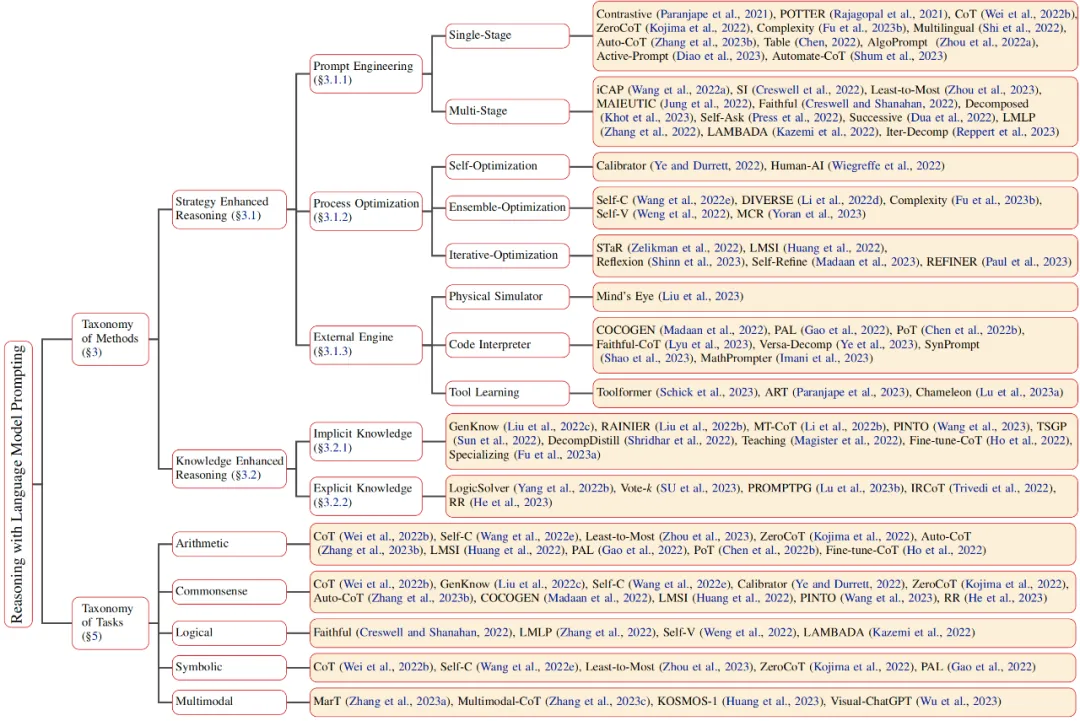 Reasoning with Language Model Prompting
Taxonomy
of Methods
(§3)
Strategy Enhanced
Reasoning (§3.1)
Prompt Engineering
(§3.1.1)
Single-Stage
Contrastive (Paranjape et al., 2021), POTTER (Rajagopal et al., 2021), CoT (Wei et al., 2022b),
ZeroCoT (Kojima et al., 2022), Complexity (Fu et al., 2023b), Multilingual (Shi et al., 2022),
Auto-CoT (Zhang et al., 2023b), Table (Chen, 2022), AlgoPrompt (Zhou et al., 2022a),
Active-Prompt (Diao et al., 2023), Automate-CoT (Shum et al., 2023)
Multi-Stage
iCAP (Wang et al., 2022a), SI (Creswell et al., 2022), Least-to-Most (Zhou et al., 2023),
MAIEUTIC (Jung et al., 2022), Faithful (Creswell and Shanahan, 2022), Decomposed
(Khot et al., 2023), Self-Ask (Press et al., 2022), Successive (Dua et al., 2022), LMLP
(Zhang et al., 2022), LAMBADA (Kazemi et al., 2022), Iter-Decomp (Reppert et al., 2023)
Process Optimization
(§3.1.2)
Self-Optimization
Calibrator (Ye and Durrett, 2022), Human-AI (Wiegreffe et al., 2022)
Ensemble-Optimization
Self-C (Wang et al., 2022e), DIVERSE (Li et al., 2022d), Complexity (Fu et al., 2023b),
Self-V (Weng et al., 2022), MCR (Yoran et al., 2023)
Iterative-Optimization
STaR (Zelikman et al., 2022), LMSI (Huang et al., 2022),
Reflexion (Shinn et al., 2023), Self-Refine (Madaan et al., 2023), REFINER (Paul et al., 2023)
External Engine
(§3.1.3)
Physical Simulator
Mind's Eye (Liu et al., 2023)
Code Interpreter
COCOGEN (Madaan et al., 2022), PAL (Gao et al., 2022), PoT (Chen et al., 2022b),
Faithful-CoT (Lyu et al., 2023), Versa-Decomp (Ye et al., 2023), SynPrompt
(Shao et al., 2023), MathPrompter (Imani et al., 2023)
Tool Learning
Toolformer (Schick et al., 2023), ART (Paranjape et al., 2023), Chameleon (Lu et al., 2023a)
Knowledge Enhanced
Reasoning (§3.2)
Implicit Knowledge
(§3.2.1)
GenKnow (Liu et al., 2022c), RAINIER (Liu et al., 2022b), MT-CoT (Li et al., 2022b), PINTO (Wang et al., 2023), TSGP
(Sun et al., 2022), DecompDistill (Shridhar et al., 2022), Teaching (Magister et al., 2022), Fine-tune-CoT (Ho et al., 2022),
Specializing (Fu et al., 2023a)
Explicit Knowledge
(§3.2.2)
LogicSolver (Yang et al., 2022b), Vote-k (SU et al., 2023), PROMPTPG (Lu et al., 2023b), IRCoT (Trivedi et al., 2022),
RR (He et al., 2023)
Taxonomy
of Tasks
(§5)
Arithmetic
CoT (Wei et al., 2022b), Self-C (Wang et al., 2022e), Least-to-Most (Zhou et al., 2023), ZeroCoT (Kojima et al., 2022), Auto-CoT
(Zhang et al., 2023b), LMSI (Huang et al., 2022), PAL (Gao et al., 2022), PoT (Chen et al., 2022b), Fine-tune-CoT (Ho et al., 2022)
Commonsense
CoT (Wei et al., 2022b), GenKnow (Liu et al., 2022c), Self-C (Wang et al., 2022e), Calibrator (Ye and Durrett, 2022), ZeroCoT (Kojima et al., 2022),
Auto-CoT (Zhang et al., 2023b), COCOGEN (Madaan et al., 2022), LMSI (Huang et al., 2022), PINTO (Wang et al., 2023), RR (He et al., 2023)
Logical
Faithful (Creswell and Shanahan, 2022), LMLP (Zhang et al., 2022), Self-V (Weng et al., 2022), LAMBADA (Kazemi et al., 2022)
Symbolic
CoT (Wei et al., 2022b), Self-C (Wang et al., 2022e), Least-to-Most (Zhou et al., 2023), ZeroCoT (Kojima et al., 2022), PAL (Gao et al., 2022)
Multimodal
MarT (Zhang et al., 2023a), Multimodal-CoT (Zhang et al., 2023c), KOSMOS-1 (Huang et al., 2023), Visual-ChatGPT (Wu et al., 2023)